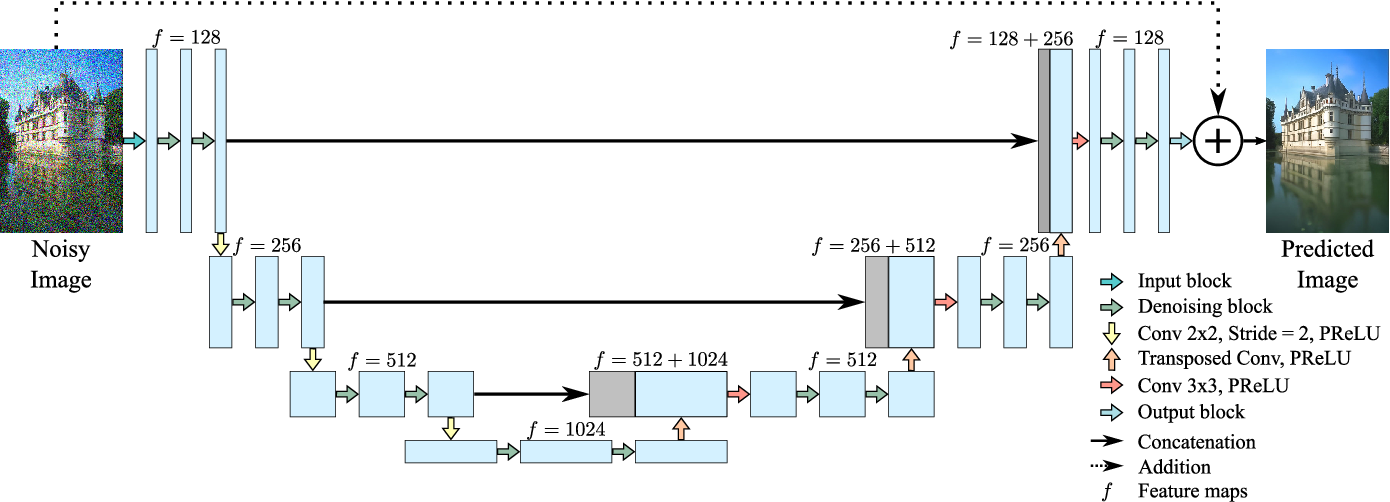 f = 128
f = 128 + 256
f = 128
+
Noisy
Image
Predicted
Image
f = 256
f = 256 + 512
f = 256
f = 512
f = 512 + 1024
f = 512
f = 1024
Input block
Denoising block
Conv 2x2, Stride = 2, PReLU
Transposed Conv, PReLU
Conv 3x3, PReLU
Output block
Concatenation
Addition
f Feature maps